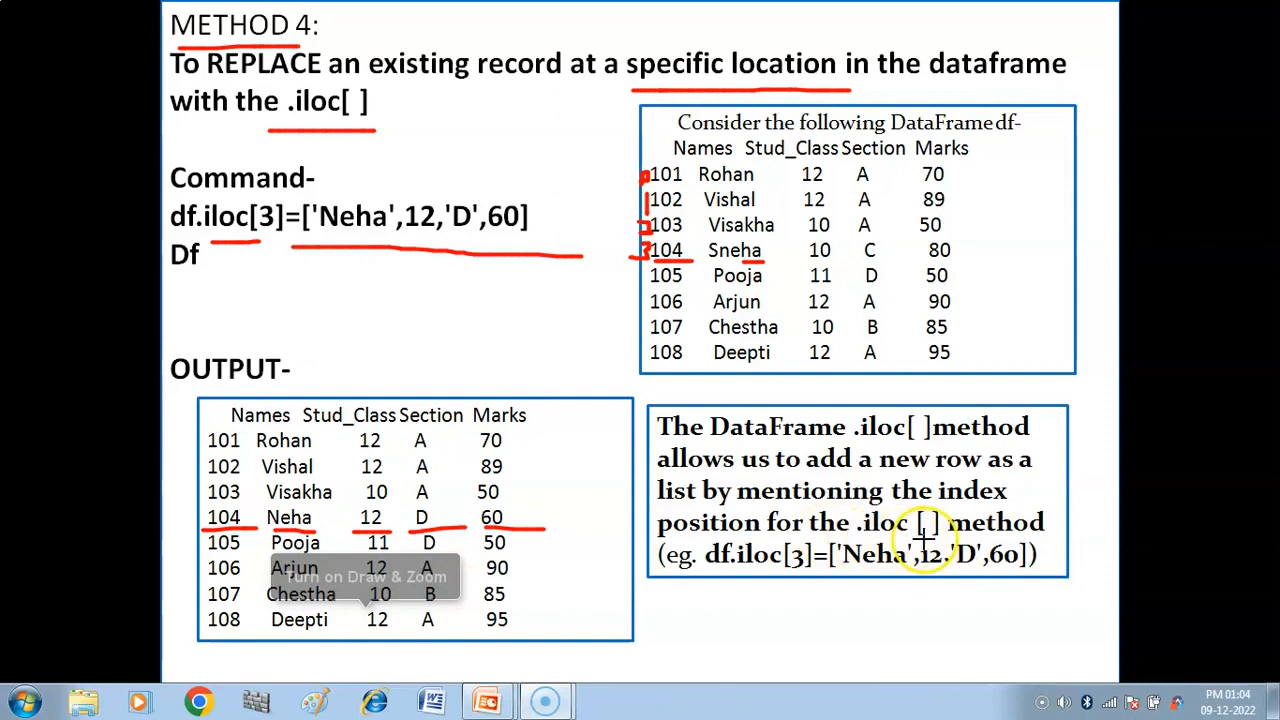 METHOD 4:
To REPLACE an existing record at a specific location in the dataframe
with the .iloc[ ]
Command-
df.iloc[3]=['Neha',12,'D',60]
Df
Consider the following DataFrame df-
Names Stud_Class Section Marks
101 Rohan 12 A 70
102 Vishal 12 A 89
103 Visakha 10 A 50
104 Sneha 10 C 80
105 Pooja 11 D 50
106 Arjun 12 A 90
107 Chestha 10 B 85
108 Deepti 12 A 95
OUTPUT-
Names Stud_Class Section Marks
101 Rohan 12 A 70
102 Vishal 12 A 89
103 Visakha 10 A 50
104 Neha 12 D 60
105 Pooja 11 D 50
106 Arjun 12 A 90
107 Chestha 10 B 85
108 Deepti 12 A 95
Turn on Draw & Zoom
The DataFrame .iloc[ ]method
allows us to add a new row as a
list by mentioning the index
position for the .iloc [ ] method
(eg. df.iloc[3]=['Neha',12,'D',60])
PM 01:04
09-12-2022